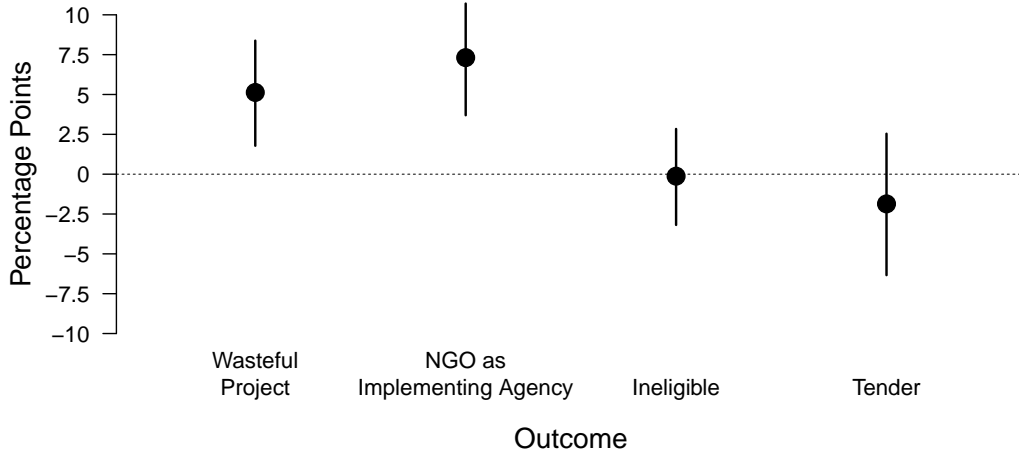 Percentage Points
10
7.5
5
2.5
0
−2.5
−5
−7.5
−10
Wasteful
Project
NGO as
Implementing Agency
Ineligible
Tender
Outcome